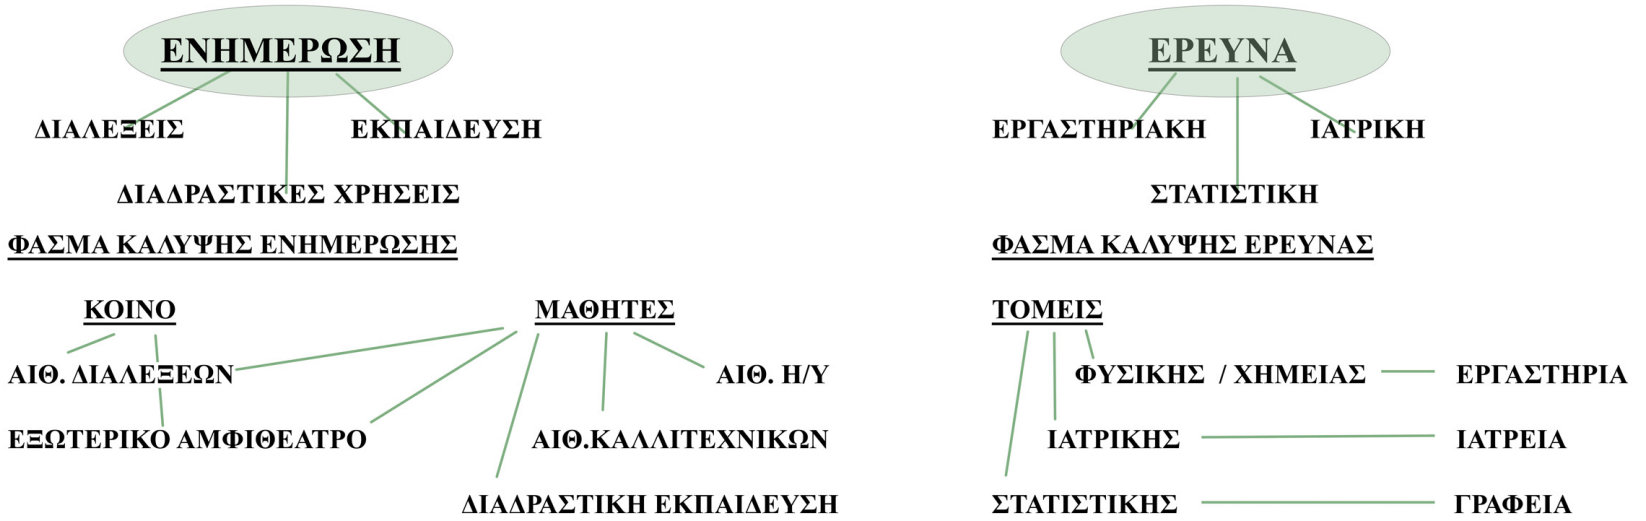 ΕΝΗΜΕΡΩΣΗ
ΔΙΑΛΕΞΕΙΣ ΕΚΠΑΙΔΕΥΣΗ
ΔΙΑΔΡΑΣΤΙΚΕΣ ΧΡΗΣΕΙΣ
ΦΑΣΜΑ ΚΑΛΥΨΗΣ ΕΝΗΜΕΡΩΣΗΣ
ΚΟΙΝΟ ΜΑΘΗΤΕΣ
ΑΙΘ. ΔΙΑΛΕΞΕΩΝ ΑΙΘ. Η/Υ
ΕΞΩΤΕΡΙΚΟ ΑΜΦΙΘΕΑΤΡΟ ΑΙΘ.ΚΑΛΛΙΤΕΧΝΙΚΩΝ
ΔΙΑΔΡΑΣΤΙΚΗ ΕΚΠΑΙΔΕΥΣΗ
ΕΡΕΥΝΑ
ΕΡΓΑΣΤΗΡΙΑΚΗ ΙΑΤΡΙΚΗ
ΣΤΑΤΙΣΤΙΚΗ
ΦΑΣΜΑ ΚΑΛΥΨΗΣ ΕΡΕΥΝΑΣ
ΤΟΜΕΙΣ
ΦΥΣΙΚΗΣ / ΧΗΜΕΙΑΣ ΕΡΓΑΣΤΗΡΙΑ
ΙΑΤΡΙΚΗΣ ΙΑΤΡΕΙΑ
ΣΤΑΤΙΣΤΙΚΗΣ ΓΡΑΦΕΙΑ